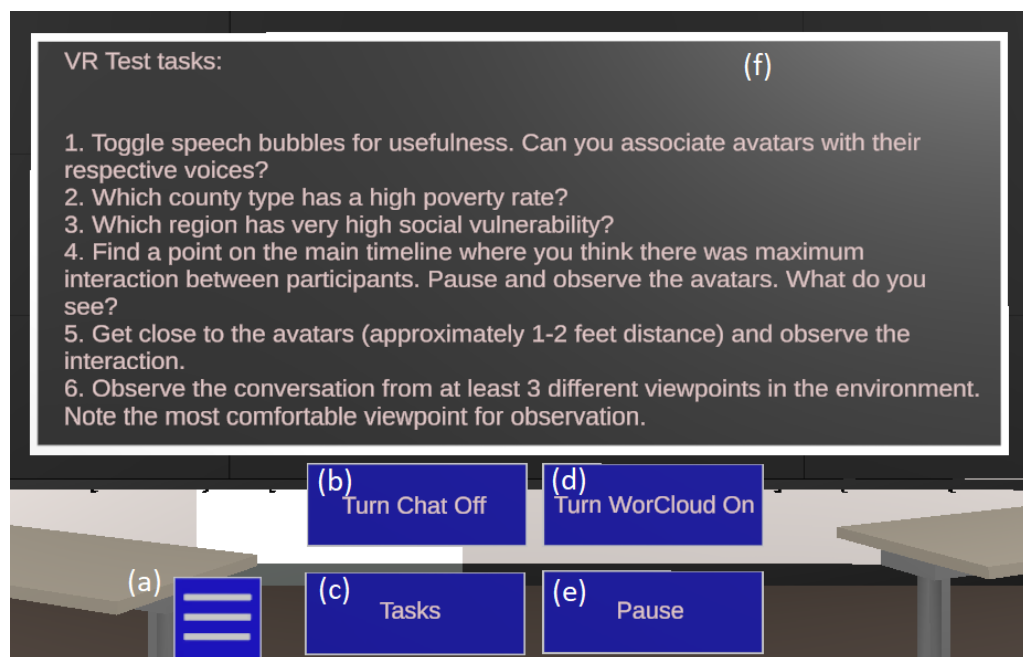 VR Test tasks:
(f)
1. Toggle speech bubbles for usefulness. Can you associate avatars with their
respective voices?
2. Which county type has a high poverty rate?
3. Which region has very high social vulnerability?
4. Find a point on the main timeline where you think there was maximum
interaction between participants. Pause and observe the avatars. What do you
see?
5. Get close to the avatars (approximately 1-2 feet distance) and observe the
interaction.
6. Observe the conversation from at least 3 different viewpoints in the environment.
Note the most comfortable viewpoint for observation.
(b)
Turn Chat Off
(d)
Turn WorCloud On
(a)
(c)
Tasks
(e)
Pause